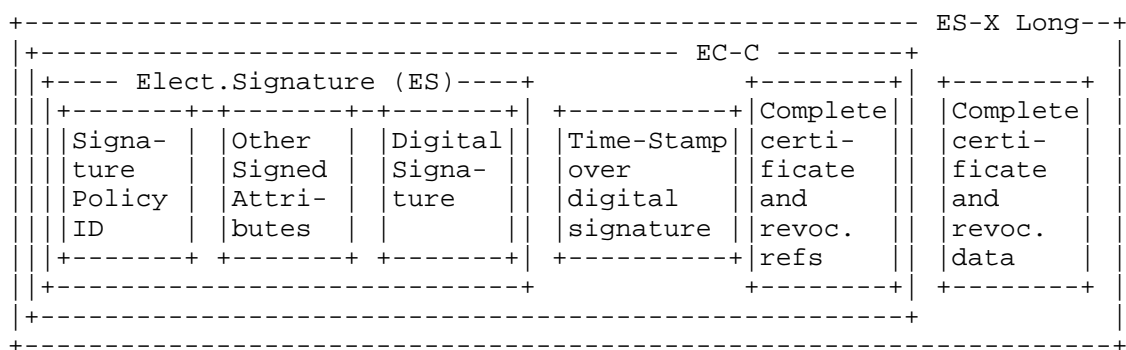 ES-X Long
EC-C
Elect.Signature (ES)
Complete Complete
Signa- Other Digital Time-Stamp certi- certi-
ture Signed Signa- over ficate ficate
Policy Attri- ture digital and and
ID butes signature revoc. revoc.
refs data